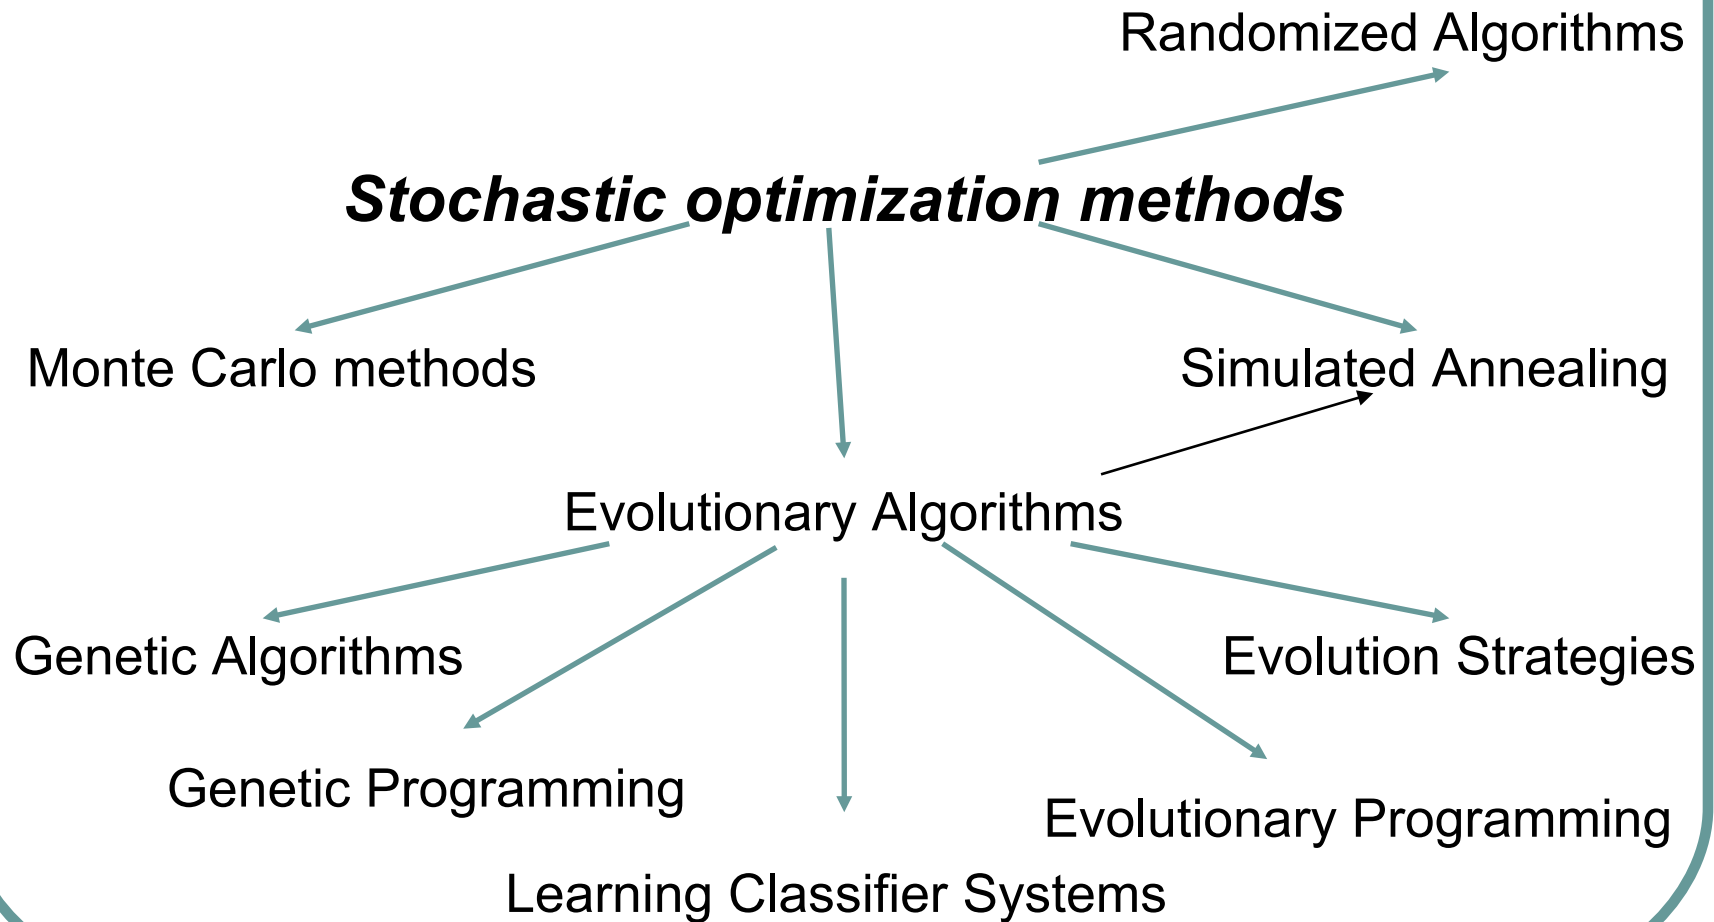 Randomized Algorithms
Stochastic optimization methods
Monte Carlo methods
Simulated Annealing
Evolutionary Algorithms
Genetic Algorithms
Evolution Strategies
Genetic Programming
Evolutionary Programming
Learning Classifier Systems